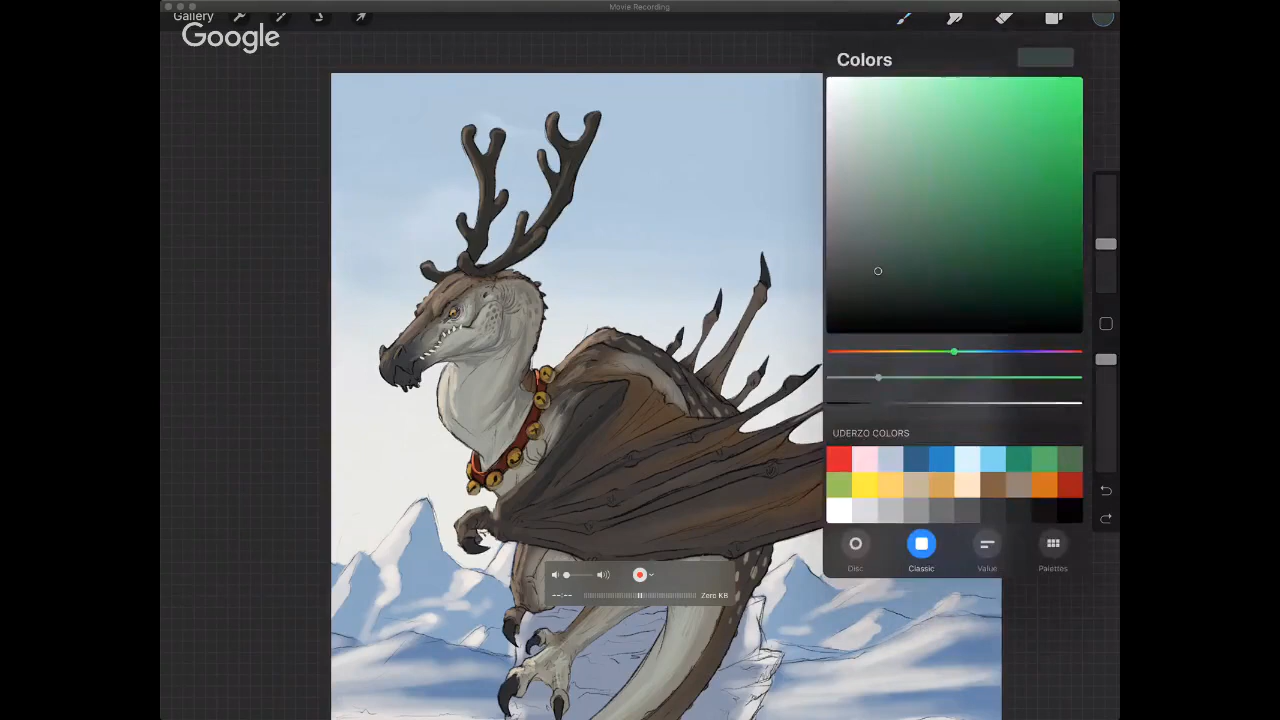 Movie Recording
Gallery
Google
Colors
UDERZO COLORS
Disc
Classic
Value
Palettes
--:--
Zero KB